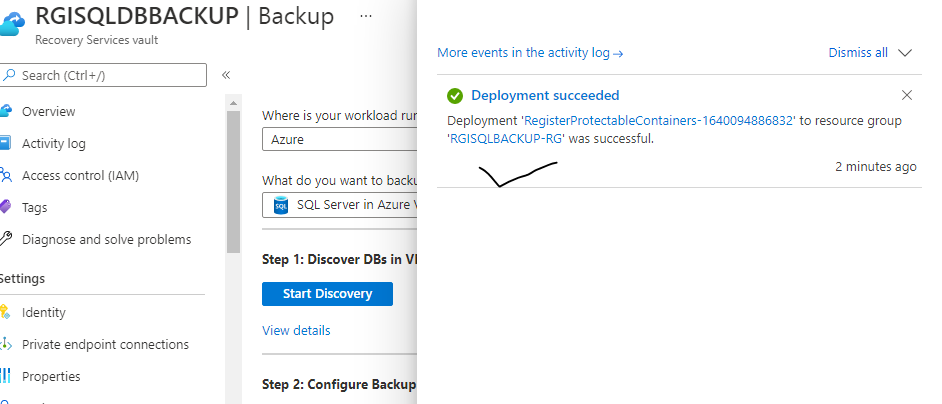 RGISQLDBBACKUP | Backup ...
Recovery Services vault
Search (Ctrl+/) «
Overview
Activity log
Access control (IAM)
Tags
Diagnose and solve problems
Settings
Identity
Private endpoint connections
Properties
Where is your workload run
Azure
What do you want to backu
SQL Server in Azure V
Step 1: Discover DBs in V
Start Discovery
View details
Step 2: Configure Backup
More events in the activity log →
Dismiss all
Deployment succeeded
Deployment 'RegisterProtectableContainers-1640094886832' to resource group
'RGISQLBACKUP-RG' was successful.
2 minutes ago